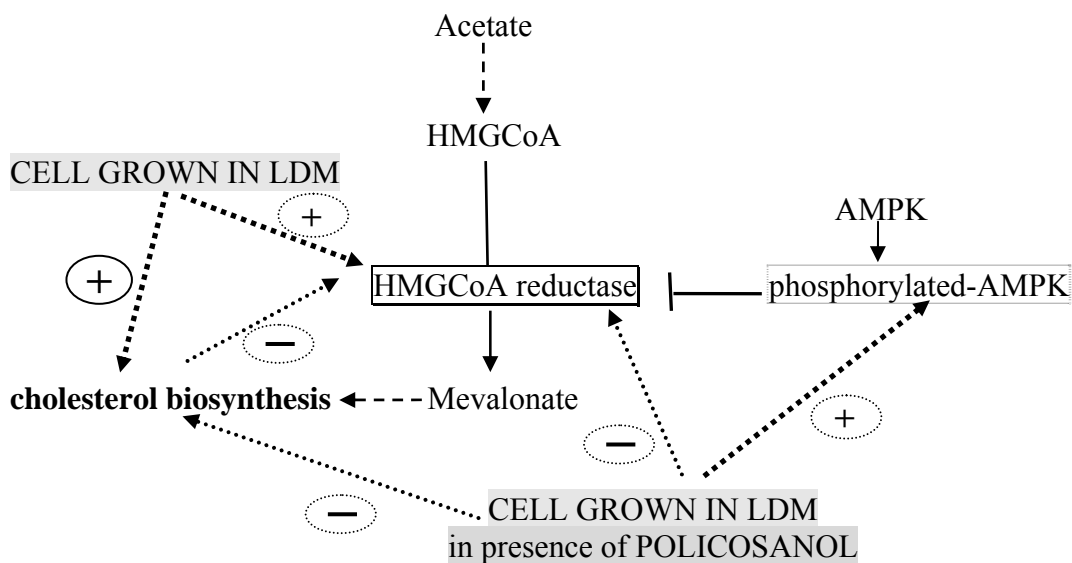 Acetate
HMGCoA
CELL GROWN IN LDM
+
AMPK
+
HMGCoA reductase
phosphorylated-AMPK
−
cholesterol biosynthesis
Mevalonate
+
−
−
CELL GROWN IN LDM
in presence of POLICOSANOL